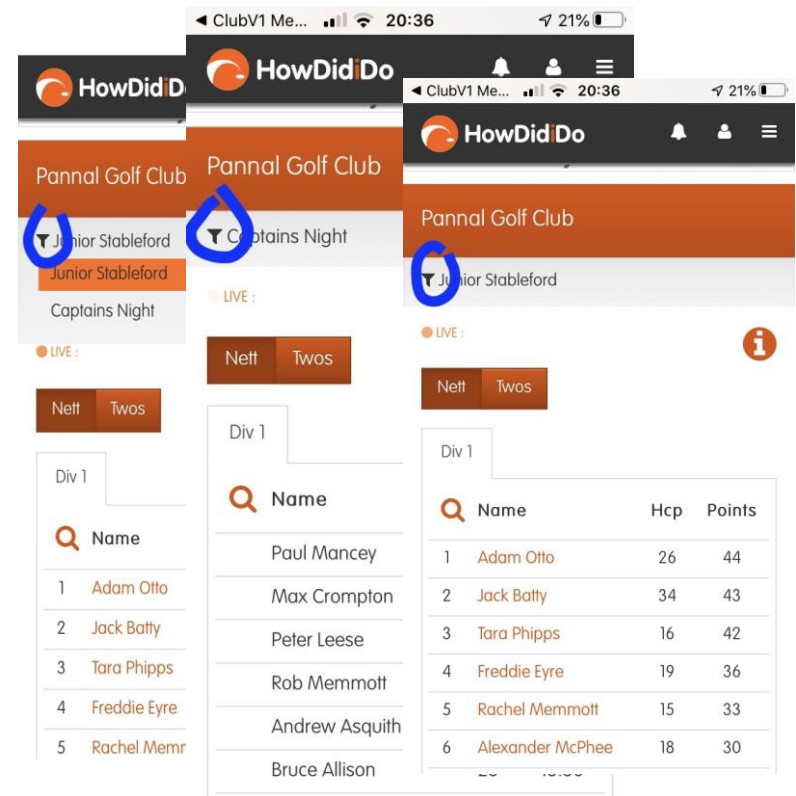 HowDidiD
Pannal Golf Club
Junior Stableford
Junior Stableford
Captains Night
LIVE :
Nett Twos
Div 1
Name
1 Adam Otto
2 Jack Batty
3 Tara Phipps
4 Freddie Eyre
5 Rachel Memm
ClubV1 Me... 20:36 21%
HowDidiDo
Pannal Golf Club
Captains Night
LIVE :
Nett Twos
Div 1
Name
Paul Mancey
Max Crompton
Peter Leese
Rob Memmott
Andrew Asquith
Bruce Allison
ClubV1 Me... 20:36 21%
HowDidiDo
Pannal Golf Club
Junior Stableford
LIVE :
Nett Twos
Div 1
Name Hcp Points
1 Adam Otto 26 44
2 Jack Batty 34 43
3 Tara Phipps 16 42
4 Freddie Eyre 19 36
5 Rachel Memmott 15 33
6 Alexander McPhee 18 30